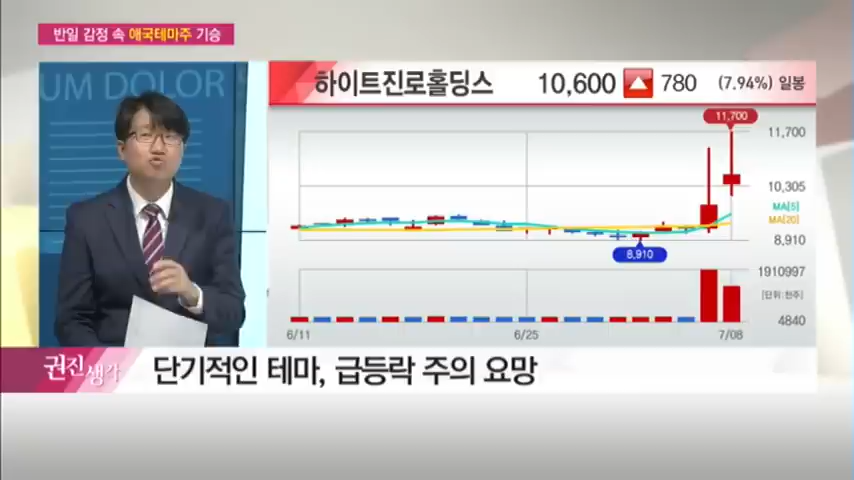 반일 감정 속 애국테마주 기승
UM DOLOR
하이트진로홀딩스 10,600 780 (7.94%) 일봉
11,700
11,700
10,305
MA[5]
MA[20]
8,910
8,910
1910997
[단위:한주]
4840
6/11 6/25 7/08
권진생각 단기적인 테마, 급등락 주의 요망